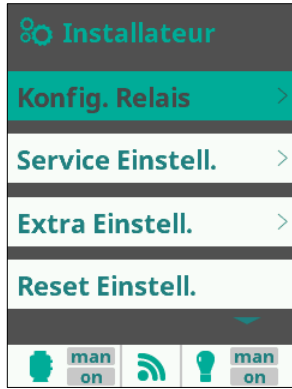 Installateur
Konfig. Relais
Service Einstell.
Extra Einstell.
Reset Einstell.
man man
on on